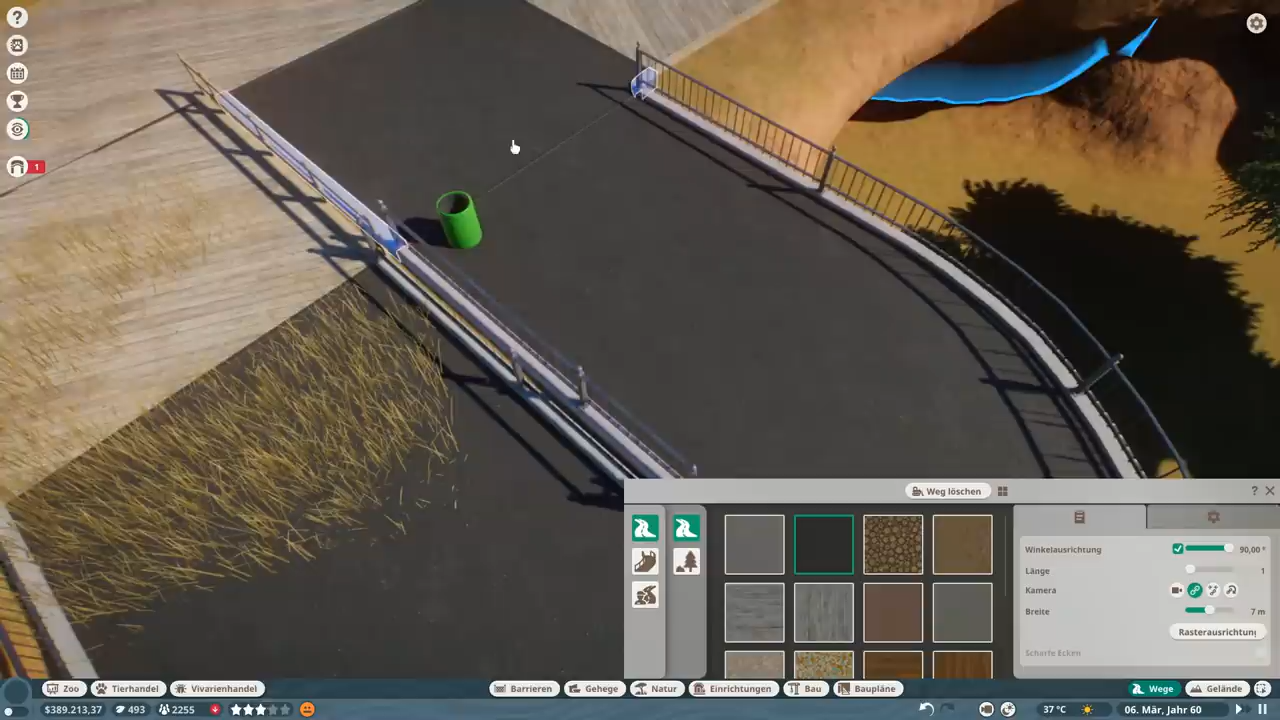 ?
1
Weg löschen
?
Winkelausrichtung 90,00 °
Länge 1
Kamera
Breite 7 m
Rasterausrichtung
Scharfe Ecken
Zoo Tierhandel Vivarienhandel Barrieren Gehege Natur Einrichtungen Bau Baupläne Wege Gelände
$389.213,37 493 2255 37 °C 06. Mär, Jahr 60